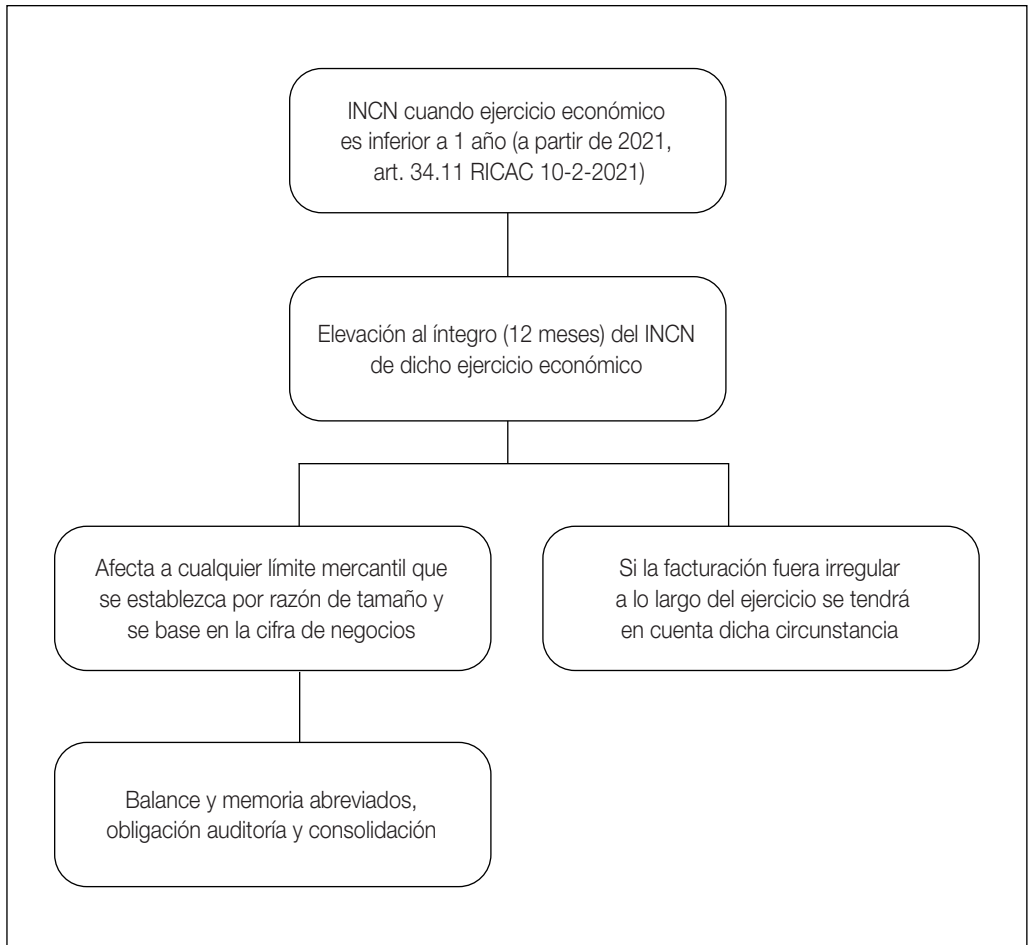 INCN cuando ejercicio económico
es inferior a 1 año (a partir de 2021,
art. 34.11 RICAC 10-2-2021)
Elevación al íntegro (12 meses) del INCN
de dicho ejercicio económico
Afecta a cualquier límite mercantil que
se establezca por razón de tamaño y
se base en la cifra de negocios
Si la facturación fuera irregular
a lo largo del ejercicio se tendrá
en cuenta dicha circunstancia
Balance y memoria abreviados,
obligación auditoría y consolidación